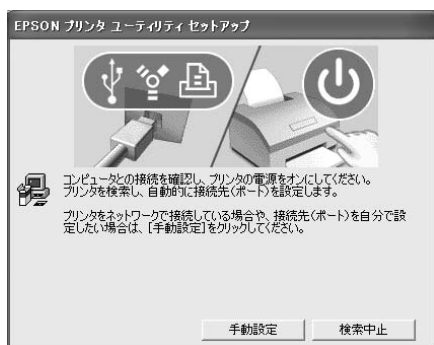 EPSON プリンタ ユーティリティ セットアップ
コンピュータとの接続を確認し、プリンタの電源をオンにしてください。
プリンタを検索し、自動的に接続先(ポート)を設定します。
プリンタをネットワークで接続している場合や、接続先(ポート)を自分で設
定したい場合は、[手動設定]をクリックしてください。
手動設定
検索中止